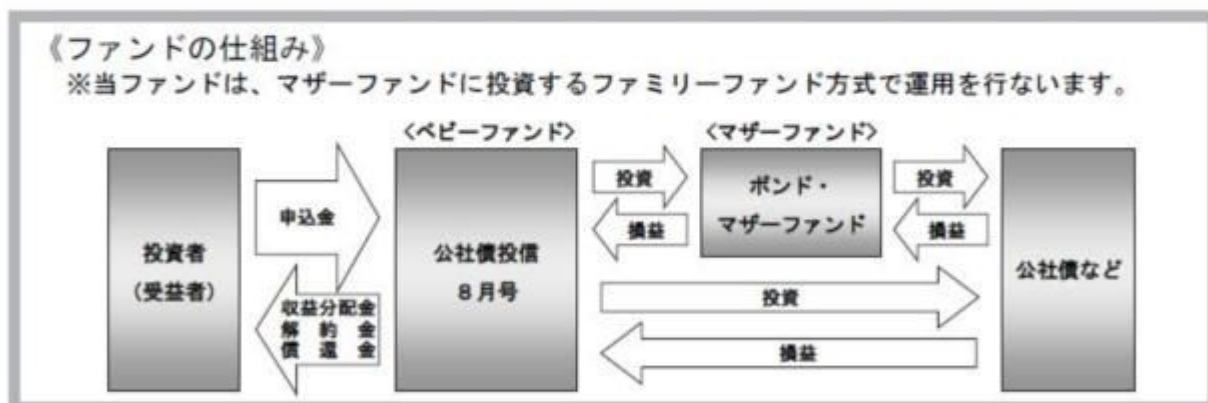 《ファンドの仕組み》
※当ファンドは、マザーファンドに投資するファミリーファンド方式で運用を行ないます。
〈ベビーファンド〉
〈マザーファンド〉
投資者
（受益者）
申込金
収益分配金
解約金
償還金
公社債投信
８月号
投資
損益
ボンド・
マザーファンド
投資
損益
投資
損益
公社債など